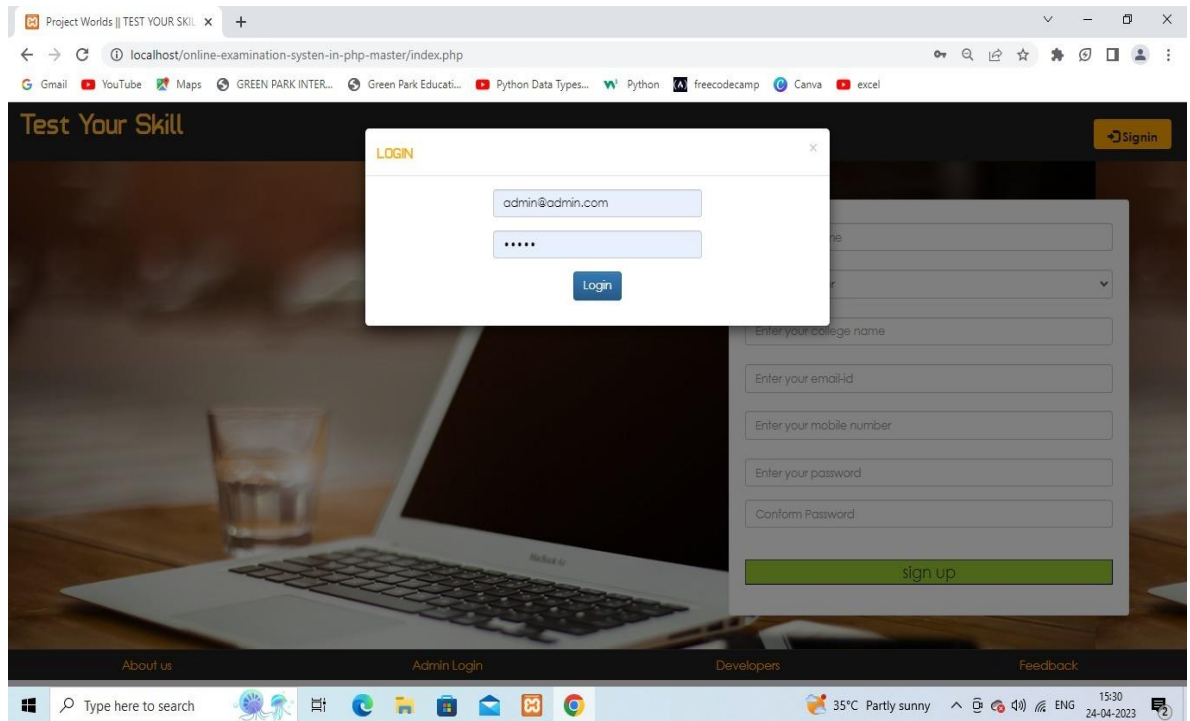 Project Worlds || TEST YOUR SKIL
localhost/online-examination-systen-in-php-master/index.php
Gmail YouTube Maps GREEN PARK INTER... Green Park Educati... Python Data Types... Python freecodecamp Canva excel
Test Your Skill
Signin
LOGIN
×
admin@admin.com
•••••
Login
Enter your college name
Enter your email-id
Enter your mobile number
Enter your password
Conform Password
sign up
MacBook Air
About us Admin Login Developers Feedback
Type here to search
35°C Partly sunny ENG
15:30
24-04-2023
2